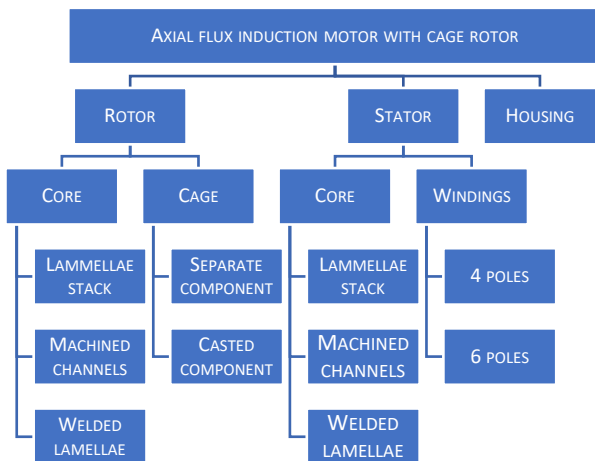 Axial flux induction motor with cage rotor
Rotor
Stator
Housing
Core
Cage
Core
Windings
Lammellae
stack
Separate
component
Lammellae
stack
4 poles
Machined
channels
Casted
component
Machined
channels
6 poles
Welded
lamellae
Welded
lamellae